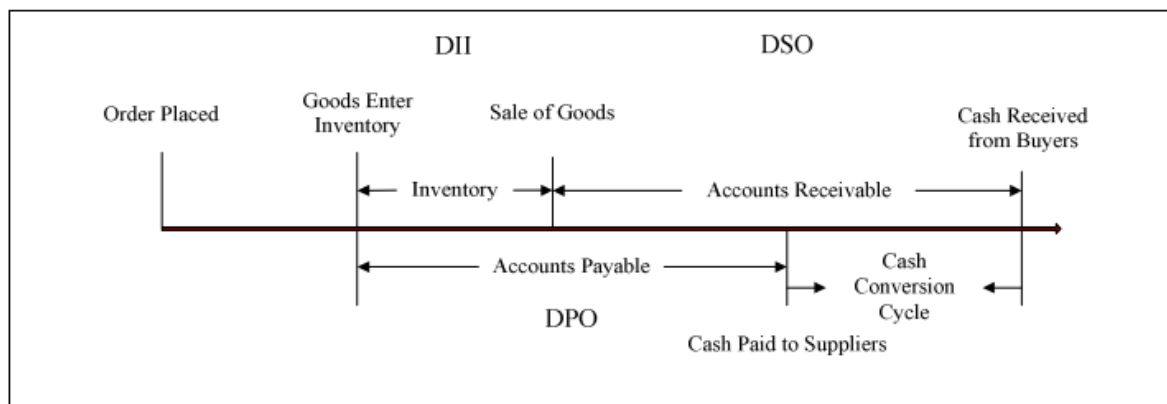 DII
DSO
Order Placed
Goods Enter
Inventory
Sale of Goods
Cash Received
from Buyers
Inventory
Accounts Receivable
Accounts Payable
Cash
Conversion
Cycle
DPO
Cash Paid to Suppliers